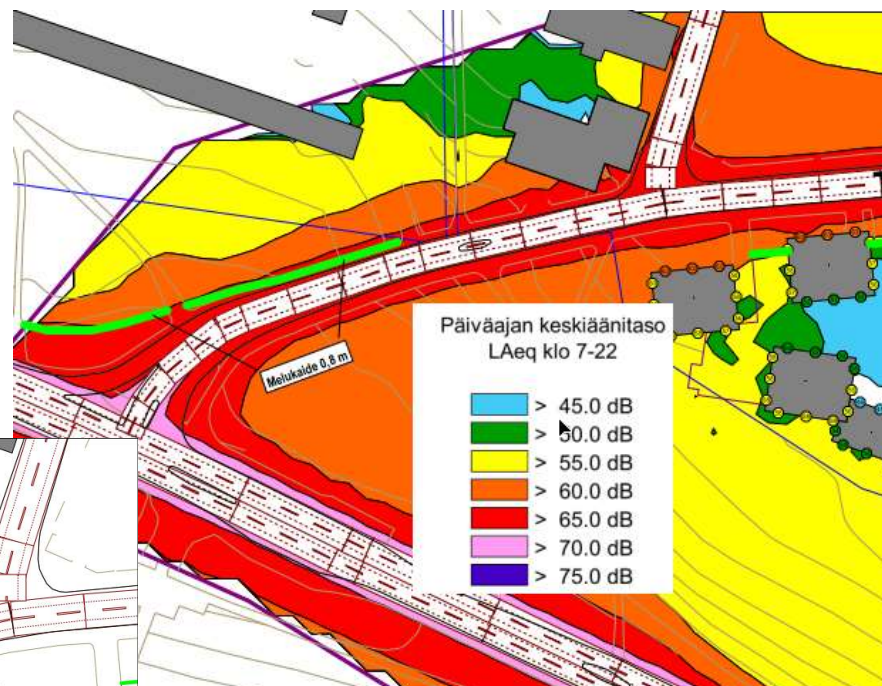 Melukaide 0,8 m
Päiväajan keskiäänitaso
LAeq klo 7-22
> 45.0 dB
> 50.0 dB
> 55.0 dB
> 60.0 dB
> 65.0 dB
> 70.0 dB
> 75.0 dB